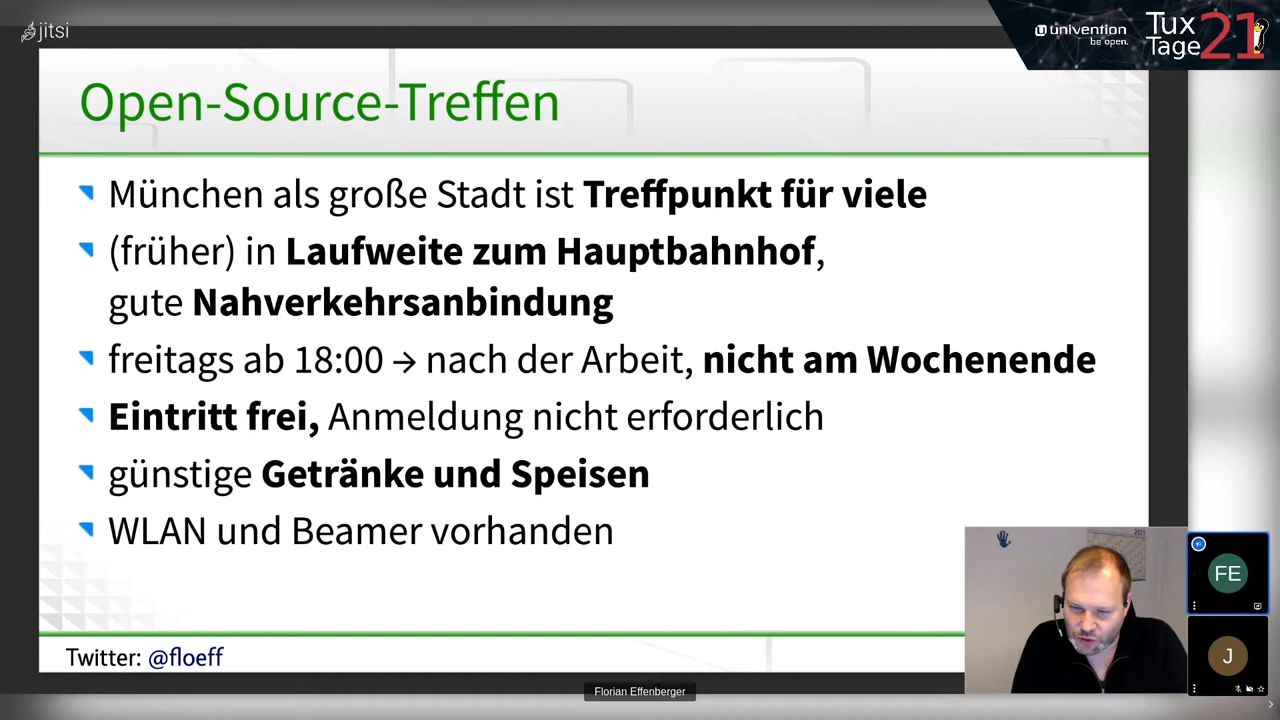 jitsi
univention
be open.
Tux
Tage 21
Open-Source-Treffen
München als große Stadt ist Treffpunkt für viele
(früher) in Laufweite zum Hauptbahnhof,
gute Nahverkehrsanbindung
freitags ab 18:00 → nach der Arbeit, nicht am Wochenende
Eintritt frei, Anmeldung nicht erforderlich
günstige Getränke und Speisen
WLAN und Beamer vorhanden
2021
FE
J
Twitter: @floeff
Florian Effenberger